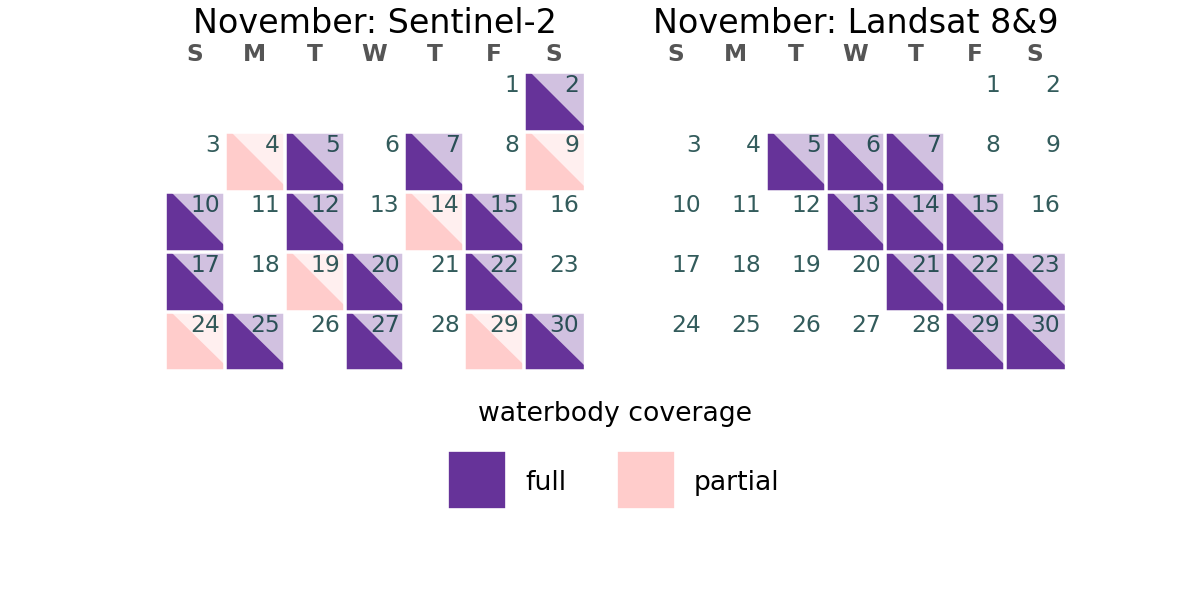 November: Sentinel-2
S M T W T F S
1 2
3 4 5 6 7 8 9
10 11 12 13 14 15 16
17 18 19 20 21 22 23
24 25 26 27 28 29 30
November: Landsat 8&9
S M T W T F S
1 2
3 4 5 6 7 8 9
10 11 12 13 14 15 16
17 18 19 20 21 22 23
24 25 26 27 28 29 30
waterbody coverage
full partial